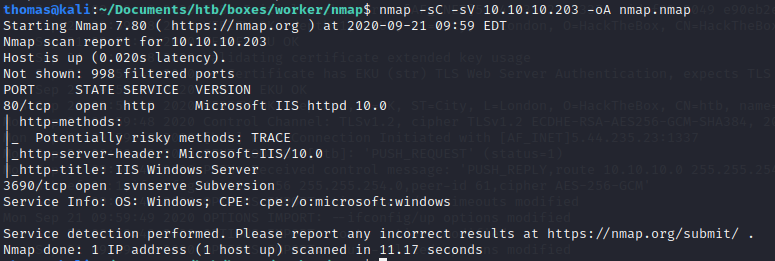 thomas@kali:~/Documents/htb/boxes/worker/nmap$ nmap -sC -sV 10.10.10.203 -oA nmap.nmap
Starting Nmap 7.80 ( https://nmap.org ) at 2020-09-21 09:59 EDT
Nmap scan report for 10.10.10.203
Host is up (0.020s latency).
Not shown: 998 filtered ports
PORT     STATE SERVICE  VERSION
80/tcp   open  http     Microsoft IIS httpd 10.0
| http-methods:
|_  Potentially risky methods: TRACE
|_http-server-header: Microsoft-IIS/10.0
|_http-title: IIS Windows Server
3690/tcp open  svnserve Subversion
Service Info: OS: Windows; CPE: cpe:/o:microsoft:windows
Service detection performed. Please report any incorrect results at https://nmap.org/submit/ .
Nmap done: 1 IP address (1 host up) scanned in 11.17 seconds